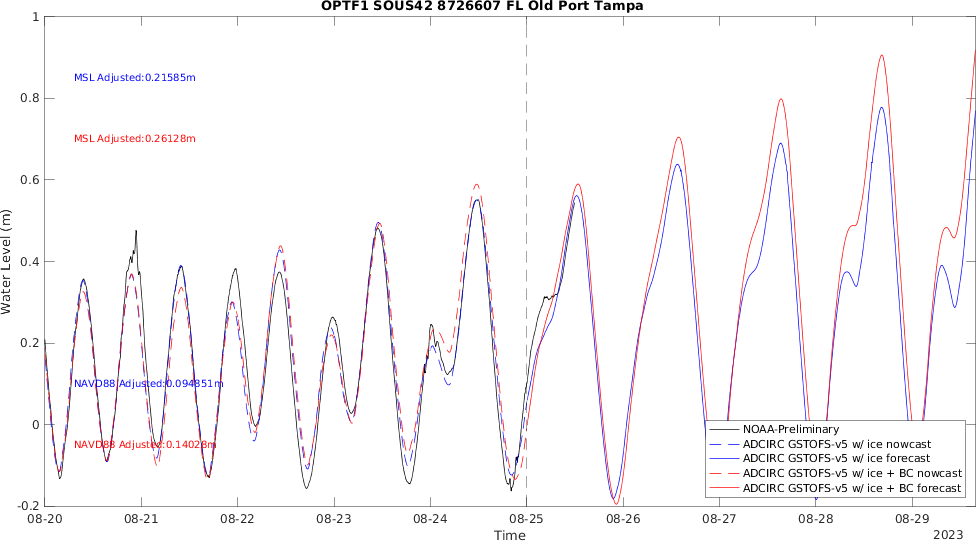 OPTF1 SOUS42 8726607 FL Old Port Tampa
1
0.8
0.6
0.4
0.2
0
-0.2
Water Level (m)
MSL Adjusted:0.21585m
MSL Adjusted:0.26128m
NAVD88 Adjusted:0.094851m
NAVD88 Adjusted:0.14028m
NOAA-Preliminary
ADCIRC GSTOFS-v5 w/ ice nowcast
ADCIRC GSTOFS-v5 w/ ice forecast
ADCIRC GSTOFS-v5 w/ ice + BC nowcast
ADCIRC GSTOFS-v5 w/ ice + BC forecast
08-20 08-21 08-22 08-23 08-24 08-25 08-26 08-27 08-28 08-29
Time
2023